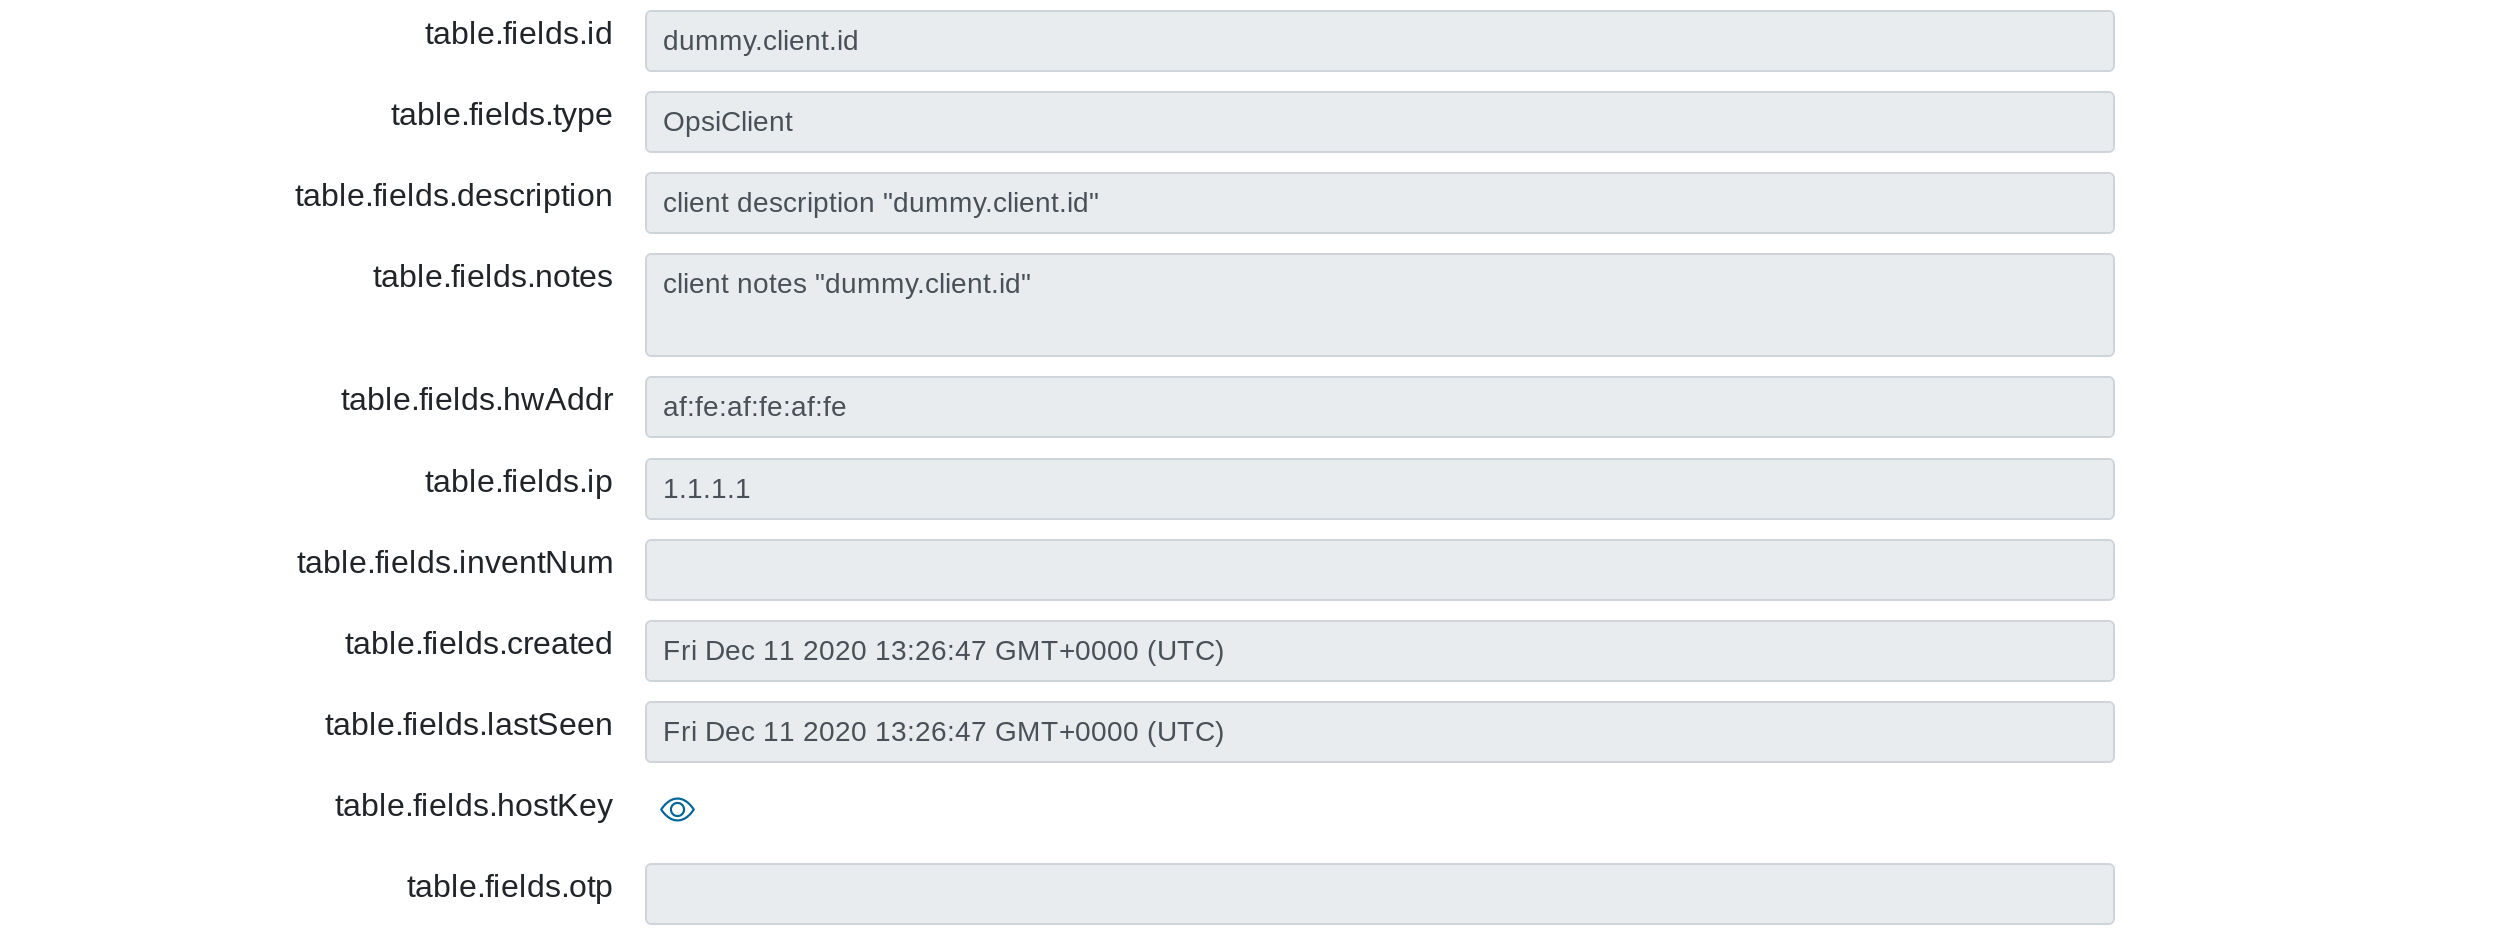 table.fields.id dummy.client.id
table.fields.type OpsiClient
table.fields.description client description "dummy.client.id"
table.fields.notes client notes "dummy.client.id"
table.fields.hwAddr af:fe:af:fe:af:fe
table.fields.ip 1.1.1.1
table.fields.inventNum
table.fields.created Fri Dec 11 2020 13:26:47 GMT+0000 (UTC)
table.fields.lastSeen Fri Dec 11 2020 13:26:47 GMT+0000 (UTC)
table.fields.hostKey
table.fields.otp